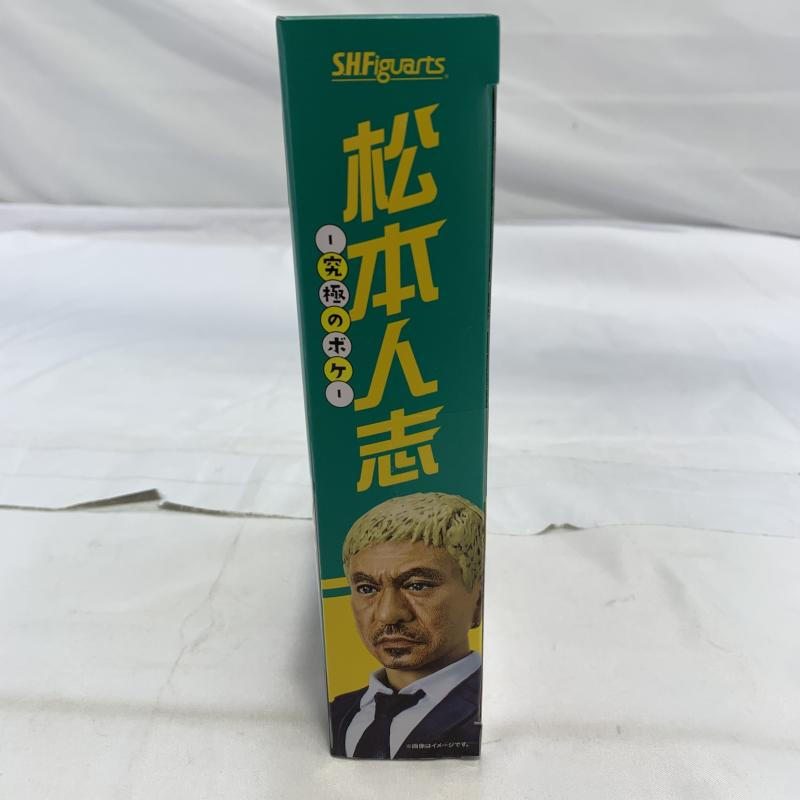 S.H.Figuarts
松本人志
ー究極のボケー
※画像はイメージです。